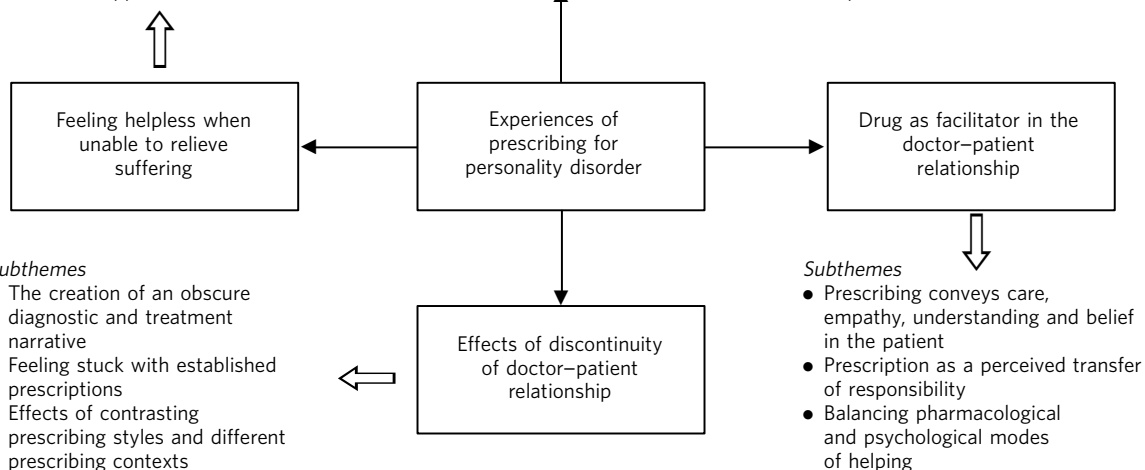 Feeling helpless when
unable to relieve
suffering
Experiences of
prescribing for
personality disorder
Drug as facilitator in the
doctor–patient
relationship
Effects of discontinuity
of doctor–patient
relationship
ubthemes
The creation of an obscure
diagnostic and treatment
narrative
Feeling stuck with established
prescriptions
Effects of contrasting
prescribing styles and different
prescribing contexts
Subthemes
● Prescribing conveys care,
empathy, understanding and belief
in the patient
● Prescription as a perceived transfer
of responsibility
● Balancing pharmacological
and psychological modes
of helping